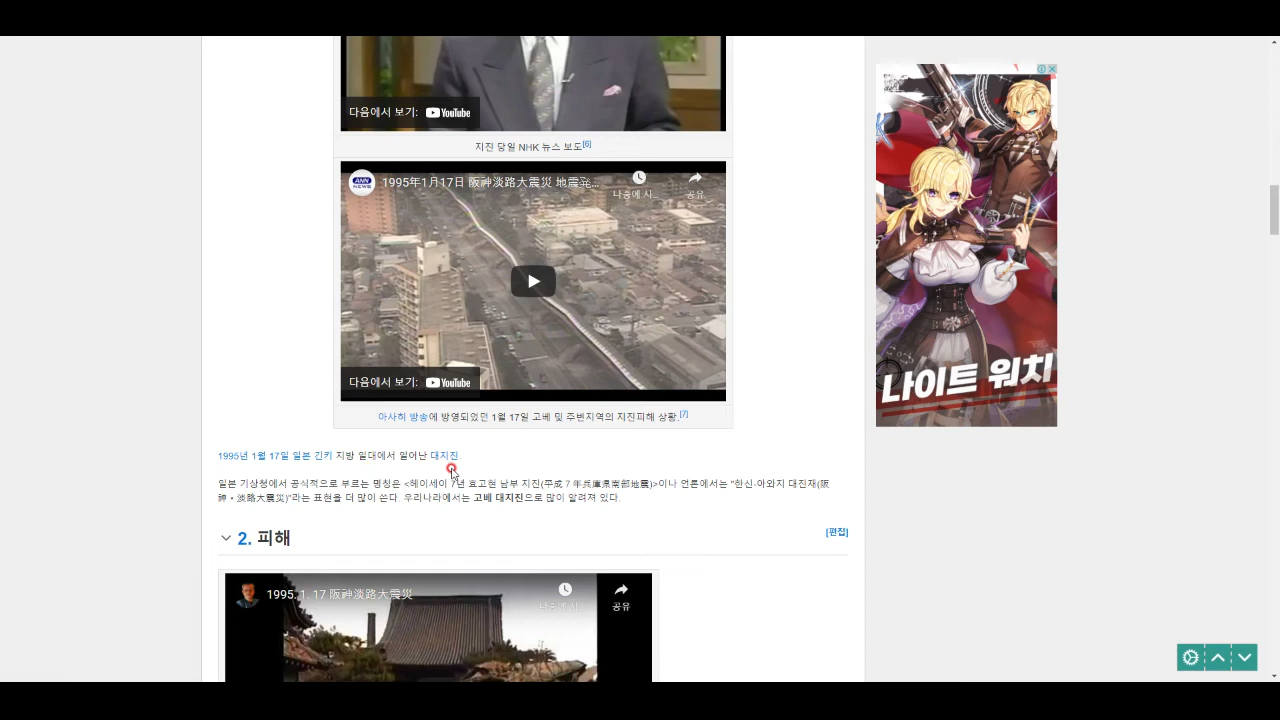 다음에서 보기: YouTube
지진 당일 NHK 뉴스 보도[6]
ANN NEWS 1995年1月17日 阪神淡路大震災 地震発... 나중에 시... 공유
다음에서 보기: YouTube
아사히 방송에 방영되었던 1월 17일 고베 및 주변지역의 지진피해 상황.[7]
1995년 1월 17일 일본 긴키 지방 일대에서 일어난 대지진.
일본 기상청에서 공식적으로 부르는 명칭은 <헤이세이 7년 효고현 남부 지진(平成７年兵庫県南部地震)>이나 언론에서는 "한신·아와지 대진재(阪
神・淡路大震災)"라는 표현을 더 많이 쓴다. 우리나라에서는 고베 대지진으로 많이 알려져 있다.
2. 피해 [편집]
1995. 1. 17 阪神淡路大震災 나중에 시... 공유
나이트 워치